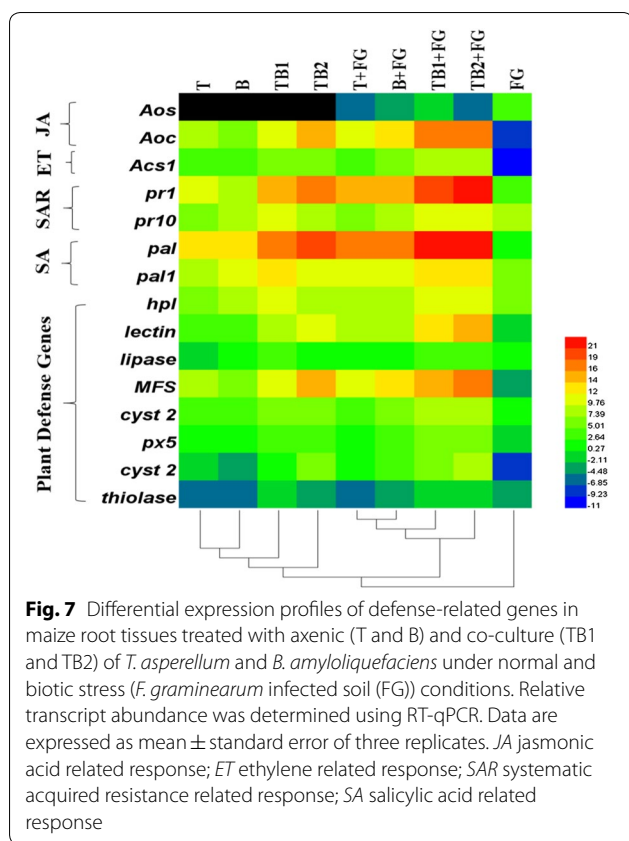 T B TB1 TB2 T+FG B+FG TB1+FG TB2+FG FG
JA
ET
SAR
SA
Plant Defense Genes
Aos
Aoc
Acs1
pr1
pr10
pal
pal1
hpl
lectin
lipase
MFS
cyst 2
px5
cyst 2
thiolase
21
19
16
14
12
9.76
7.39
5.01
2.64
0.27
-2.11
-4.48
-6.85
-9.23
-11
Fig. 7 Differential expression profiles of defense-related genes in
maize root tissues treated with axenic (T and B) and co-culture (TB1
and TB2) of T. asperellum and B. amyloliquefaciens under normal and
biotic stress (F. graminearum infected soil (FG)) conditions. Relative
transcript abundance was determined using RT-qPCR. Data are
expressed as mean ± standard error of three replicates. JA jasmonic
acid related response; ET ethylene related response; SAR systematic
acquired resistance related response; SA salicylic acid related
response